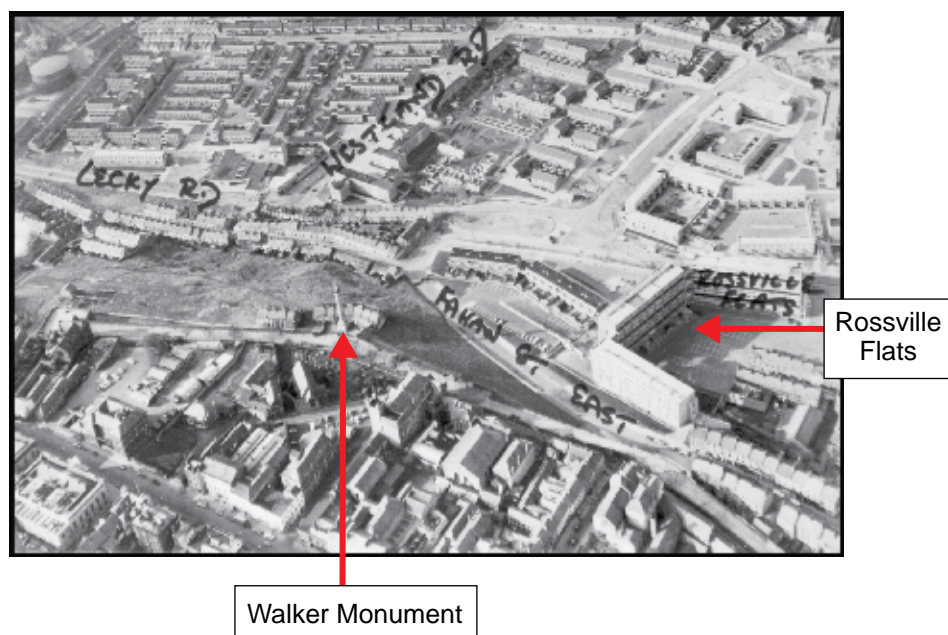 WESTLAND RD
LECKY RD
ROSSVILLE
FLATS
FAHAN ST
EAST
Rossville
Flats
Walker Monument